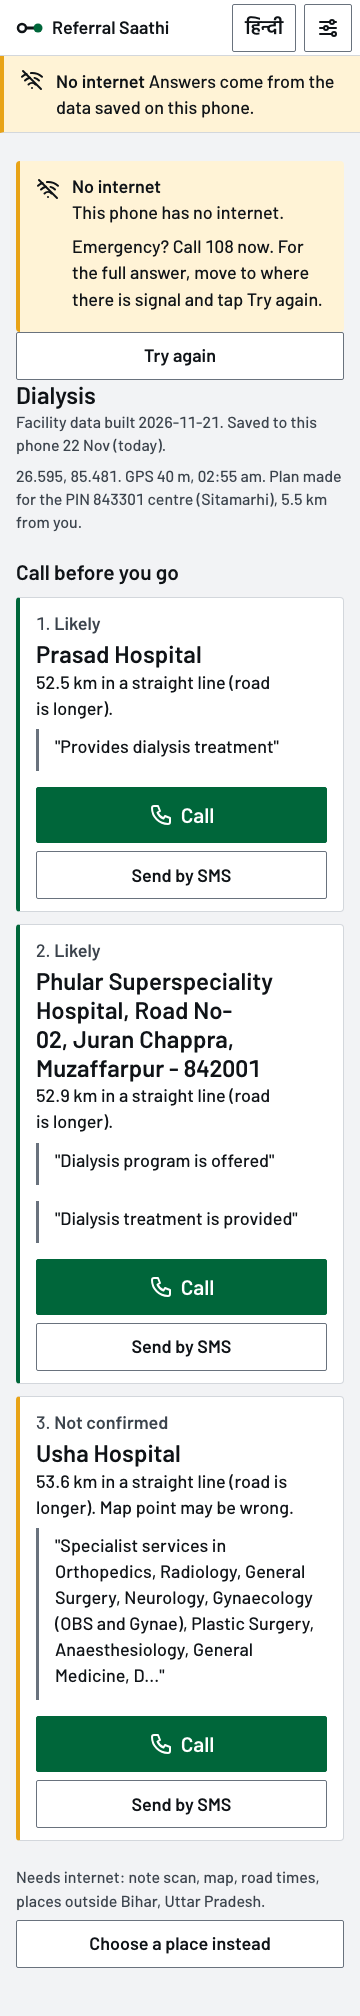 Referral Saathi
हिन्दी
No internet Answers come from the
data saved on this phone.
No internet
This phone has no internet.
Emergency? Call 108 now. For
the full answer, move to where
there is signal and tap Try again.
Try again
Dialysis
Facility data built 2026-11-21. Saved to this
phone 22 Nov (today).
26.595, 85.481. GPS 40 m, 02:55 am. Plan made
for the PIN 843301 centre (Sitamarhi), 5.5 km
from you.
Call before you go
1. Likely
Prasad Hospital
52.5 km in a straight line (road
is longer).
"Provides dialysis treatment"
Call
Send by SMS
2. Likely
Phular Superspeciality
Hospital, Road No-
02, Juran Chappra,
Muzaffarpur - 842001
52.9 km in a straight line (road
is longer).
"Dialysis program is offered"
"Dialysis treatment is provided"
Call
Send by SMS
3. Not confirmed
Usha Hospital
53.6 km in a straight line (road is
longer). Map point may be wrong.
"Specialist services in
Orthopedics, Radiology, General
Surgery, Neurology, Gynaecology
(OBS and Gynae), Plastic Surgery,
Anaesthesiology, General
Medicine, D..."
Call
Send by SMS
Needs internet: note scan, map, road times,
places outside Bihar, Uttar Pradesh.
Choose a place instead